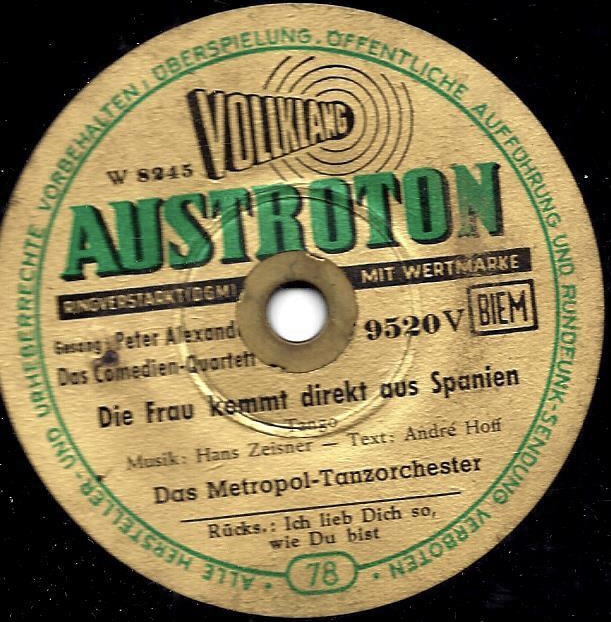 ALLE HERSTELLER- UND URHEBERRECHTE VORBEHALTEN, ÜBERSPIELUNG, ÖFFENTLICHE AUFFÜHRUNG UND RUNDFUNK-SENDUNG VERBOTEN
VOLLKLANG
W 8245
AUSTROTON
RINGVERSTÄRKT (DGM) MIT WERTMARKE
Gesang: Peter 9520 V BIEM
Das Comedien-Quartett
Die Frau kommt direkt aus Spanien
Tango
Musik: Hans Zeisner — Text: André Hoff
Das Metropol-Tanzorchester
Rücks.: Ich lieb Dich so,
wie Du bist
78